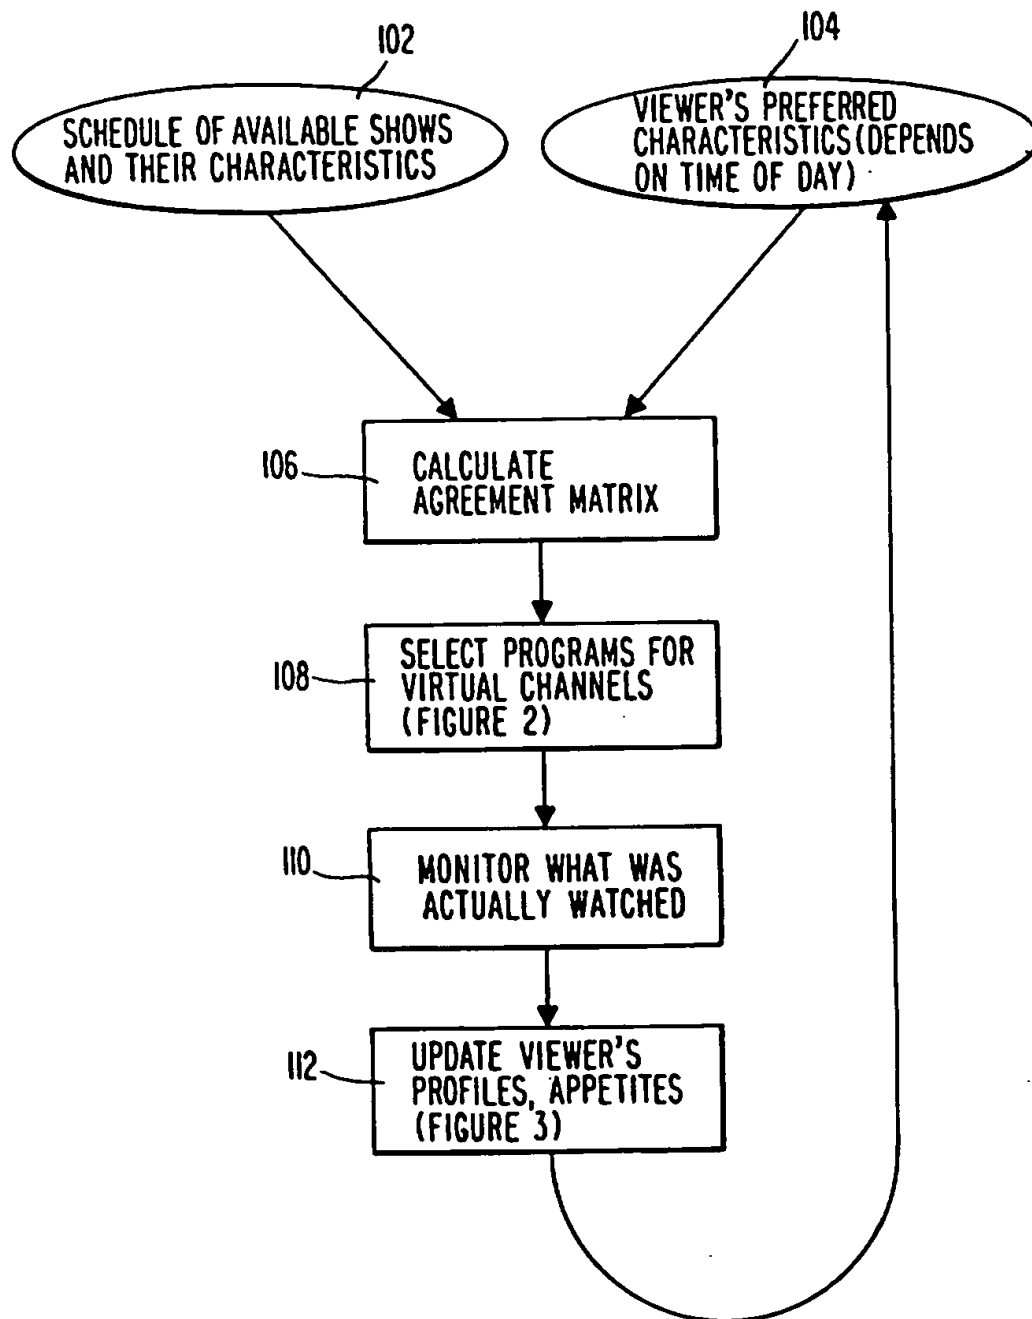 102
SCHEDULE OF AVAILABLE SHOWS
AND THEIR CHARACTERISTICS
104
VIEWER'S PREFERRED
CHARACTERISTICS (DEPENDS
ON TIME OF DAY)
106
CALCULATE
AGREEMENT MATRIX
108
SELECT PROGRAMS FOR
VIRTUAL CHANNELS
(FIGURE 2)
110
MONITOR WHAT WAS
ACTUALLY WATCHED
112
UPDATE VIEWER'S
PROFILES, APPETITES
(FIGURE 3)